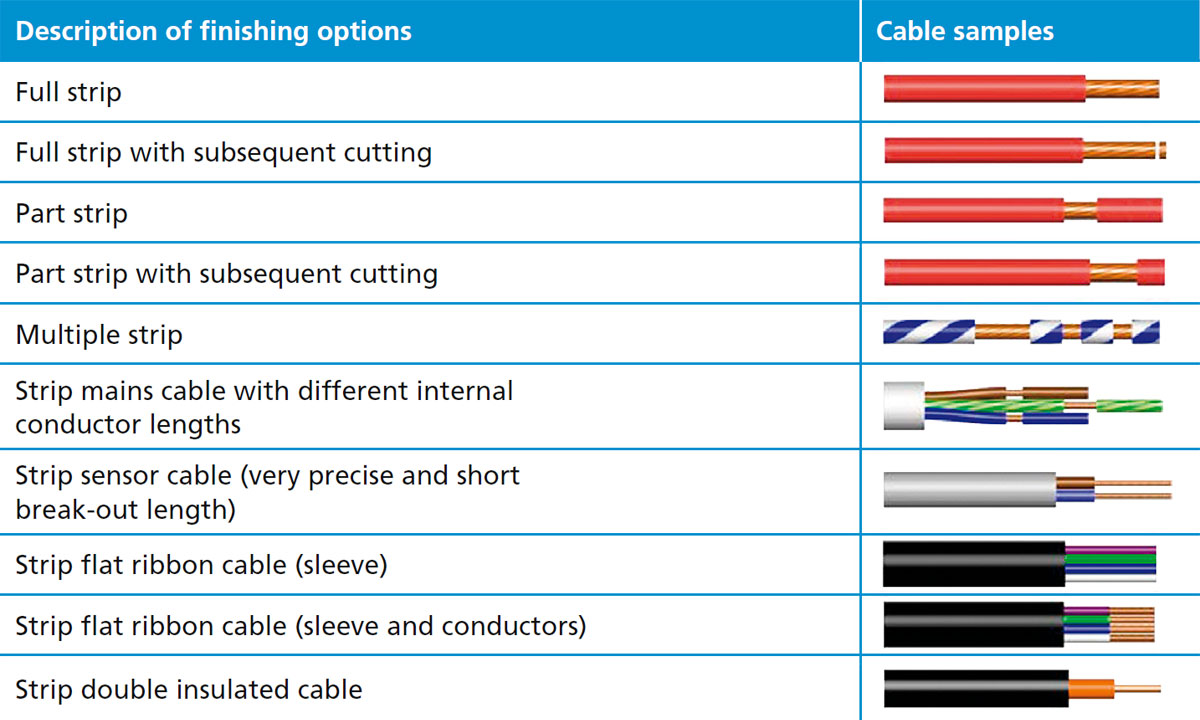 Description of finishing options
Cable samples
Full strip
Full strip with subsequent cutting
Part strip
Part strip with subsequent cutting
Multiple strip
Strip mains cable with different internal
conductor lengths
Strip sensor cable (very precise and short
break-out length)
Strip flat ribbon cable (sleeve)
Strip flat ribbon cable (sleeve and conductors)
Strip double insulated cable